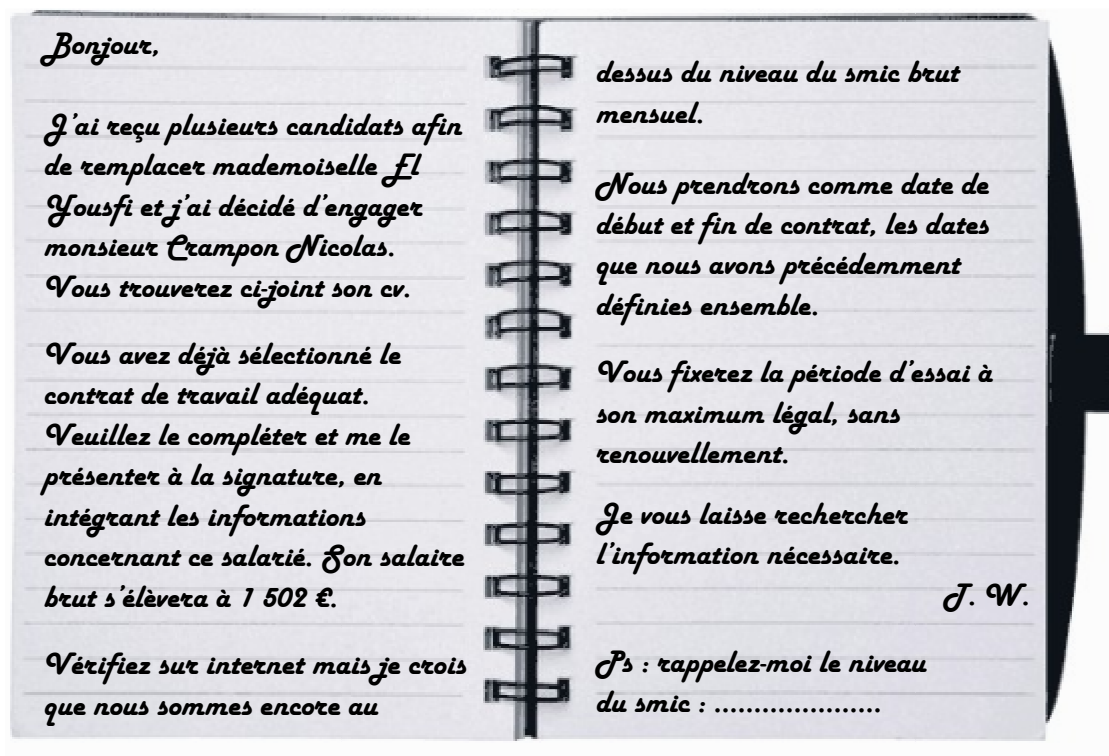 Bonjour,
J'ai reçu plusieurs candidats afin
de remplacer mademoiselle El
Yousfi et j'ai décidé d'engager
monsieur Crampon Nicolas.
Vous trouverez ci-joint son cv.
Vous avez déjà sélectionné le
contrat de travail adéquat.
Veuillez le compléter et me le
présenter à la signature, en
intégrant les informations
concernant ce salarié. Son salaire
brut s'élèvera à 1 502 €.
Vérifiez sur internet mais je crois
que nous sommes encore au
dessus du niveau du smic brut
mensuel.
Nous prendrons comme date de
début et fin de contrat, les dates
que nous avons précédemment
définies ensemble.
Vous fixerez la période d'essai à
son maximum légal, sans
renouvellement.
Je vous laisse rechercher
l'information nécessaire.
T. W.
Ps : rappelez-moi le niveau
du smic : .....................